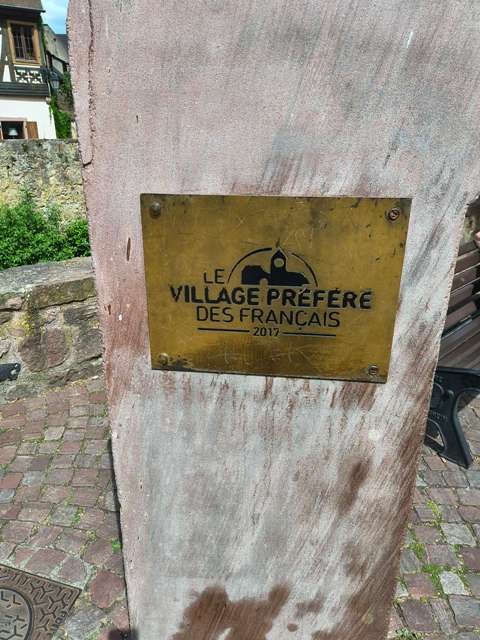 LE
VILLAGE PRÉFÉRÉ
DES FRANÇAIS
2017